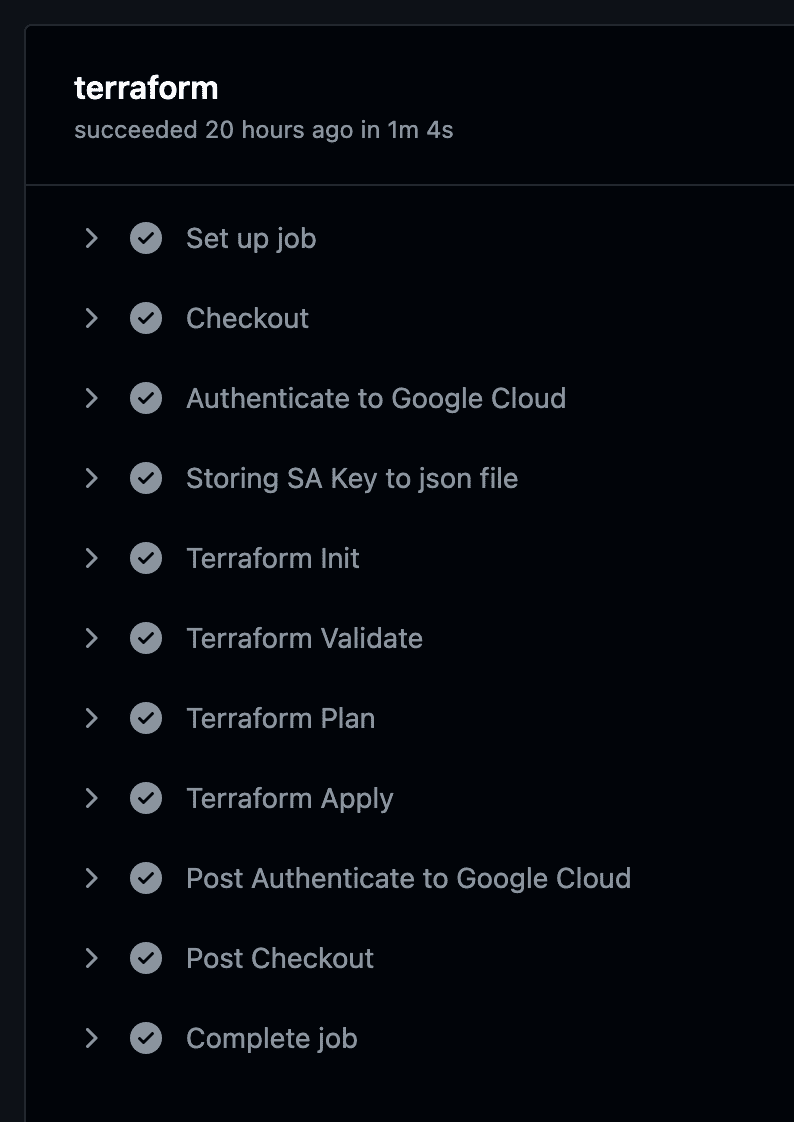 terraform
succeeded 20 hours ago in 1m 4s
Set up job
Checkout
Authenticate to Google Cloud
Storing SA Key to json file
Terraform Init
Terraform Validate
Terraform Plan
Terraform Apply
Post Authenticate to Google Cloud
Post Checkout
Complete job